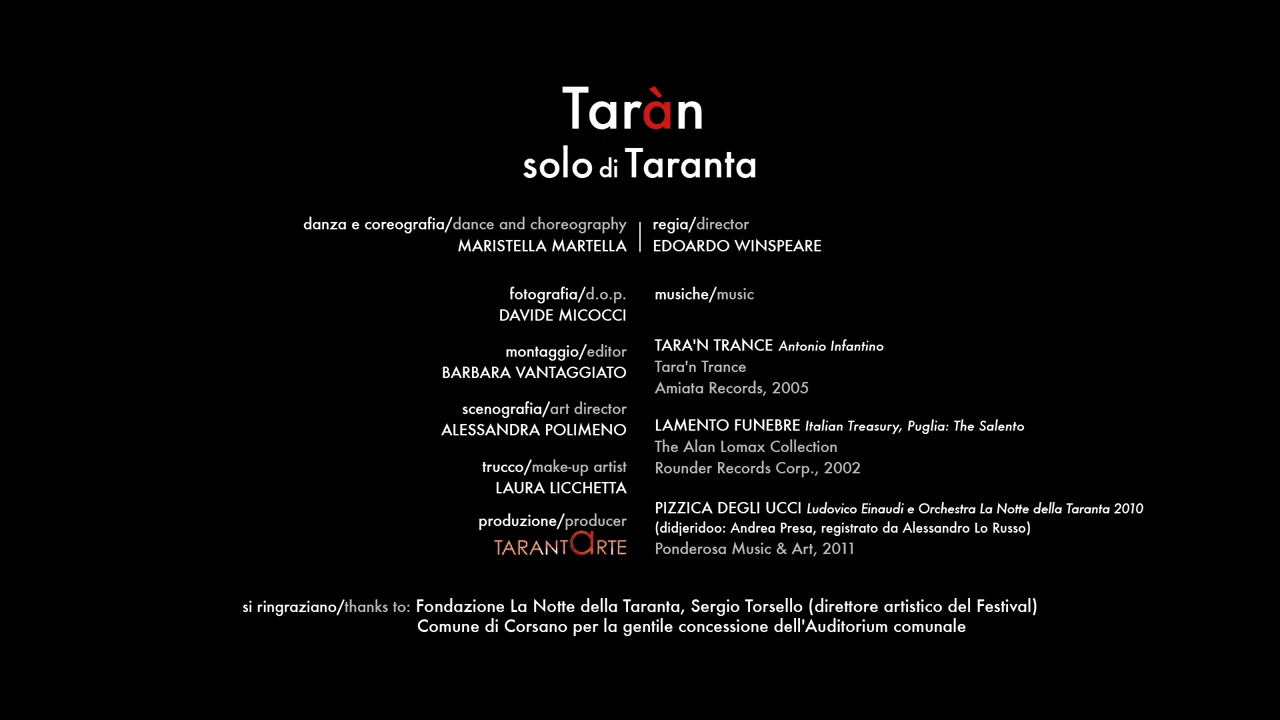 Taràn
solo di Taranta
danza e coreografia/dance and choreography
MARISTELLA MARTELLA
regia/director
EDOARDO WINSPEARE
fotografia/d.o.p.
DAVIDE MICOCCI
montaggio/editor
BARBARA VANTAGGIATO
scenografia/art director
ALESSANDRA POLIMENO
trucco/make-up artist
LAURA LICCHETTA
produzione/producer
TARANTaRTE
musiche/music
TARA'N TRANCE Antonio Infantino
Tara'n Trance
Amiata Records, 2005
LAMENTO FUNEBRE Italian Treasury, Puglia: The Salento
The Alan Lomax Collection
Rounder Records Corp., 2002
PIZZICA DEGLI UCCI Ludovico Einaudi e Orchestra La Notte della Taranta 2010
(didjeridoo: Andrea Presa, registrato da Alessandro Lo Russo)
Ponderosa Music & Art, 2011
si ringraziano/thanks to: Fondazione La Notte della Taranta, Sergio Torsello (direttore artistico del Festival)
Comune di Corsano per la gentile concessione dell'Auditorium comunale